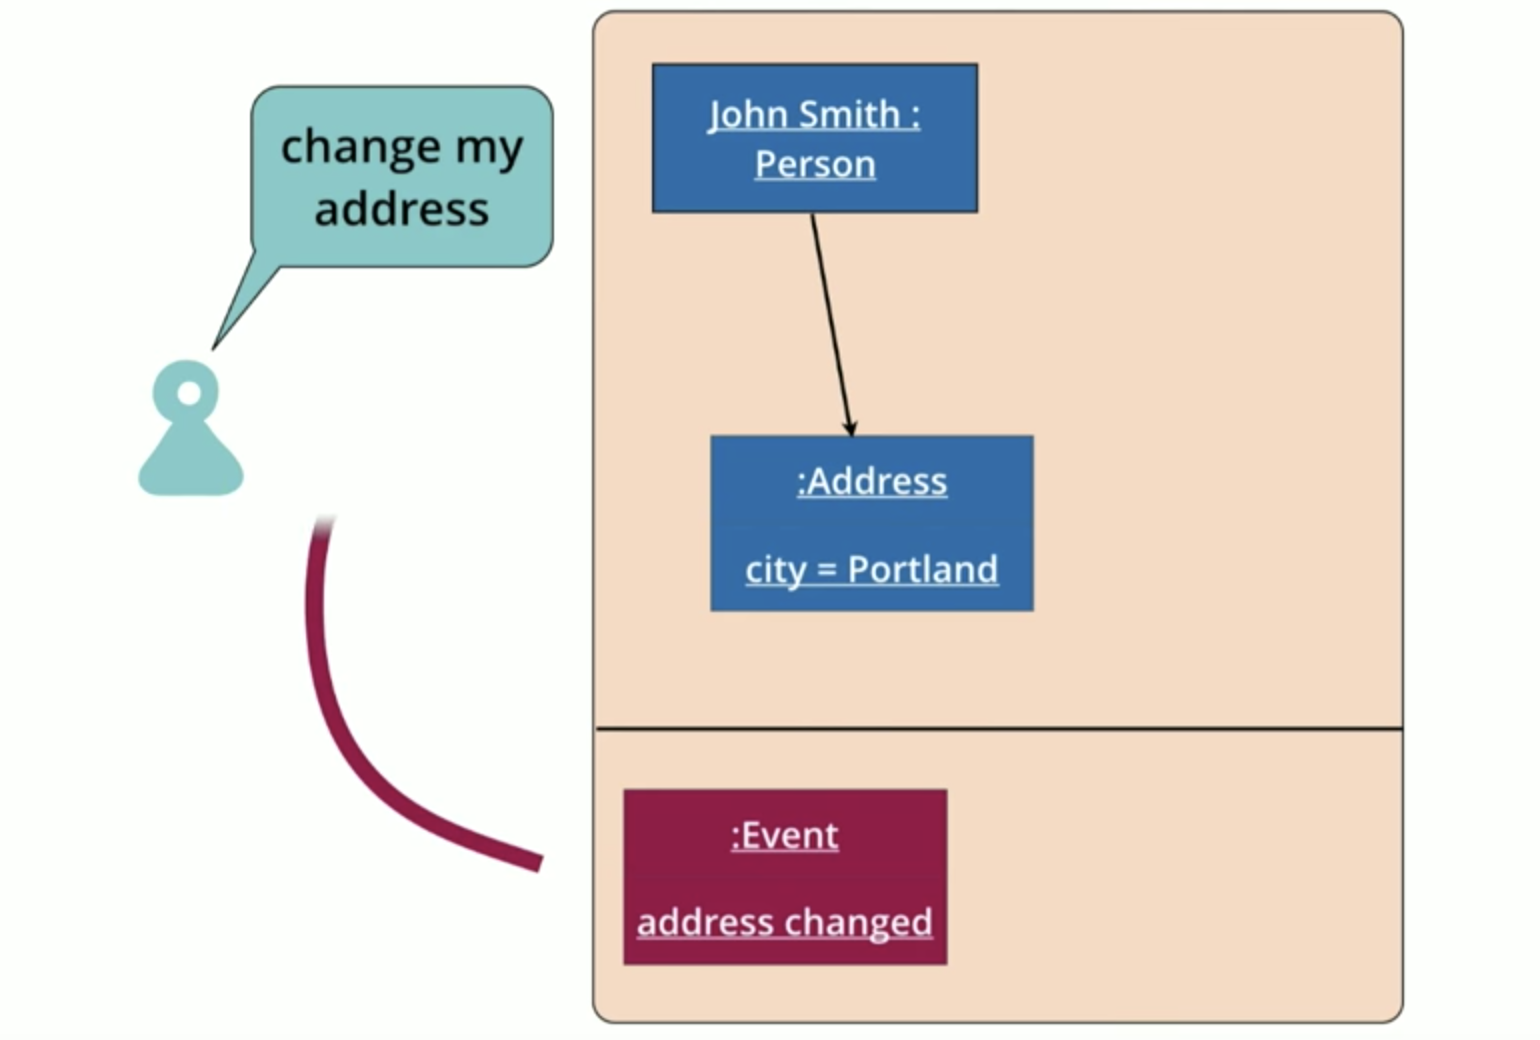 change my
address
John Smith :
Person
:Address
city = Portland
:Event
address changed